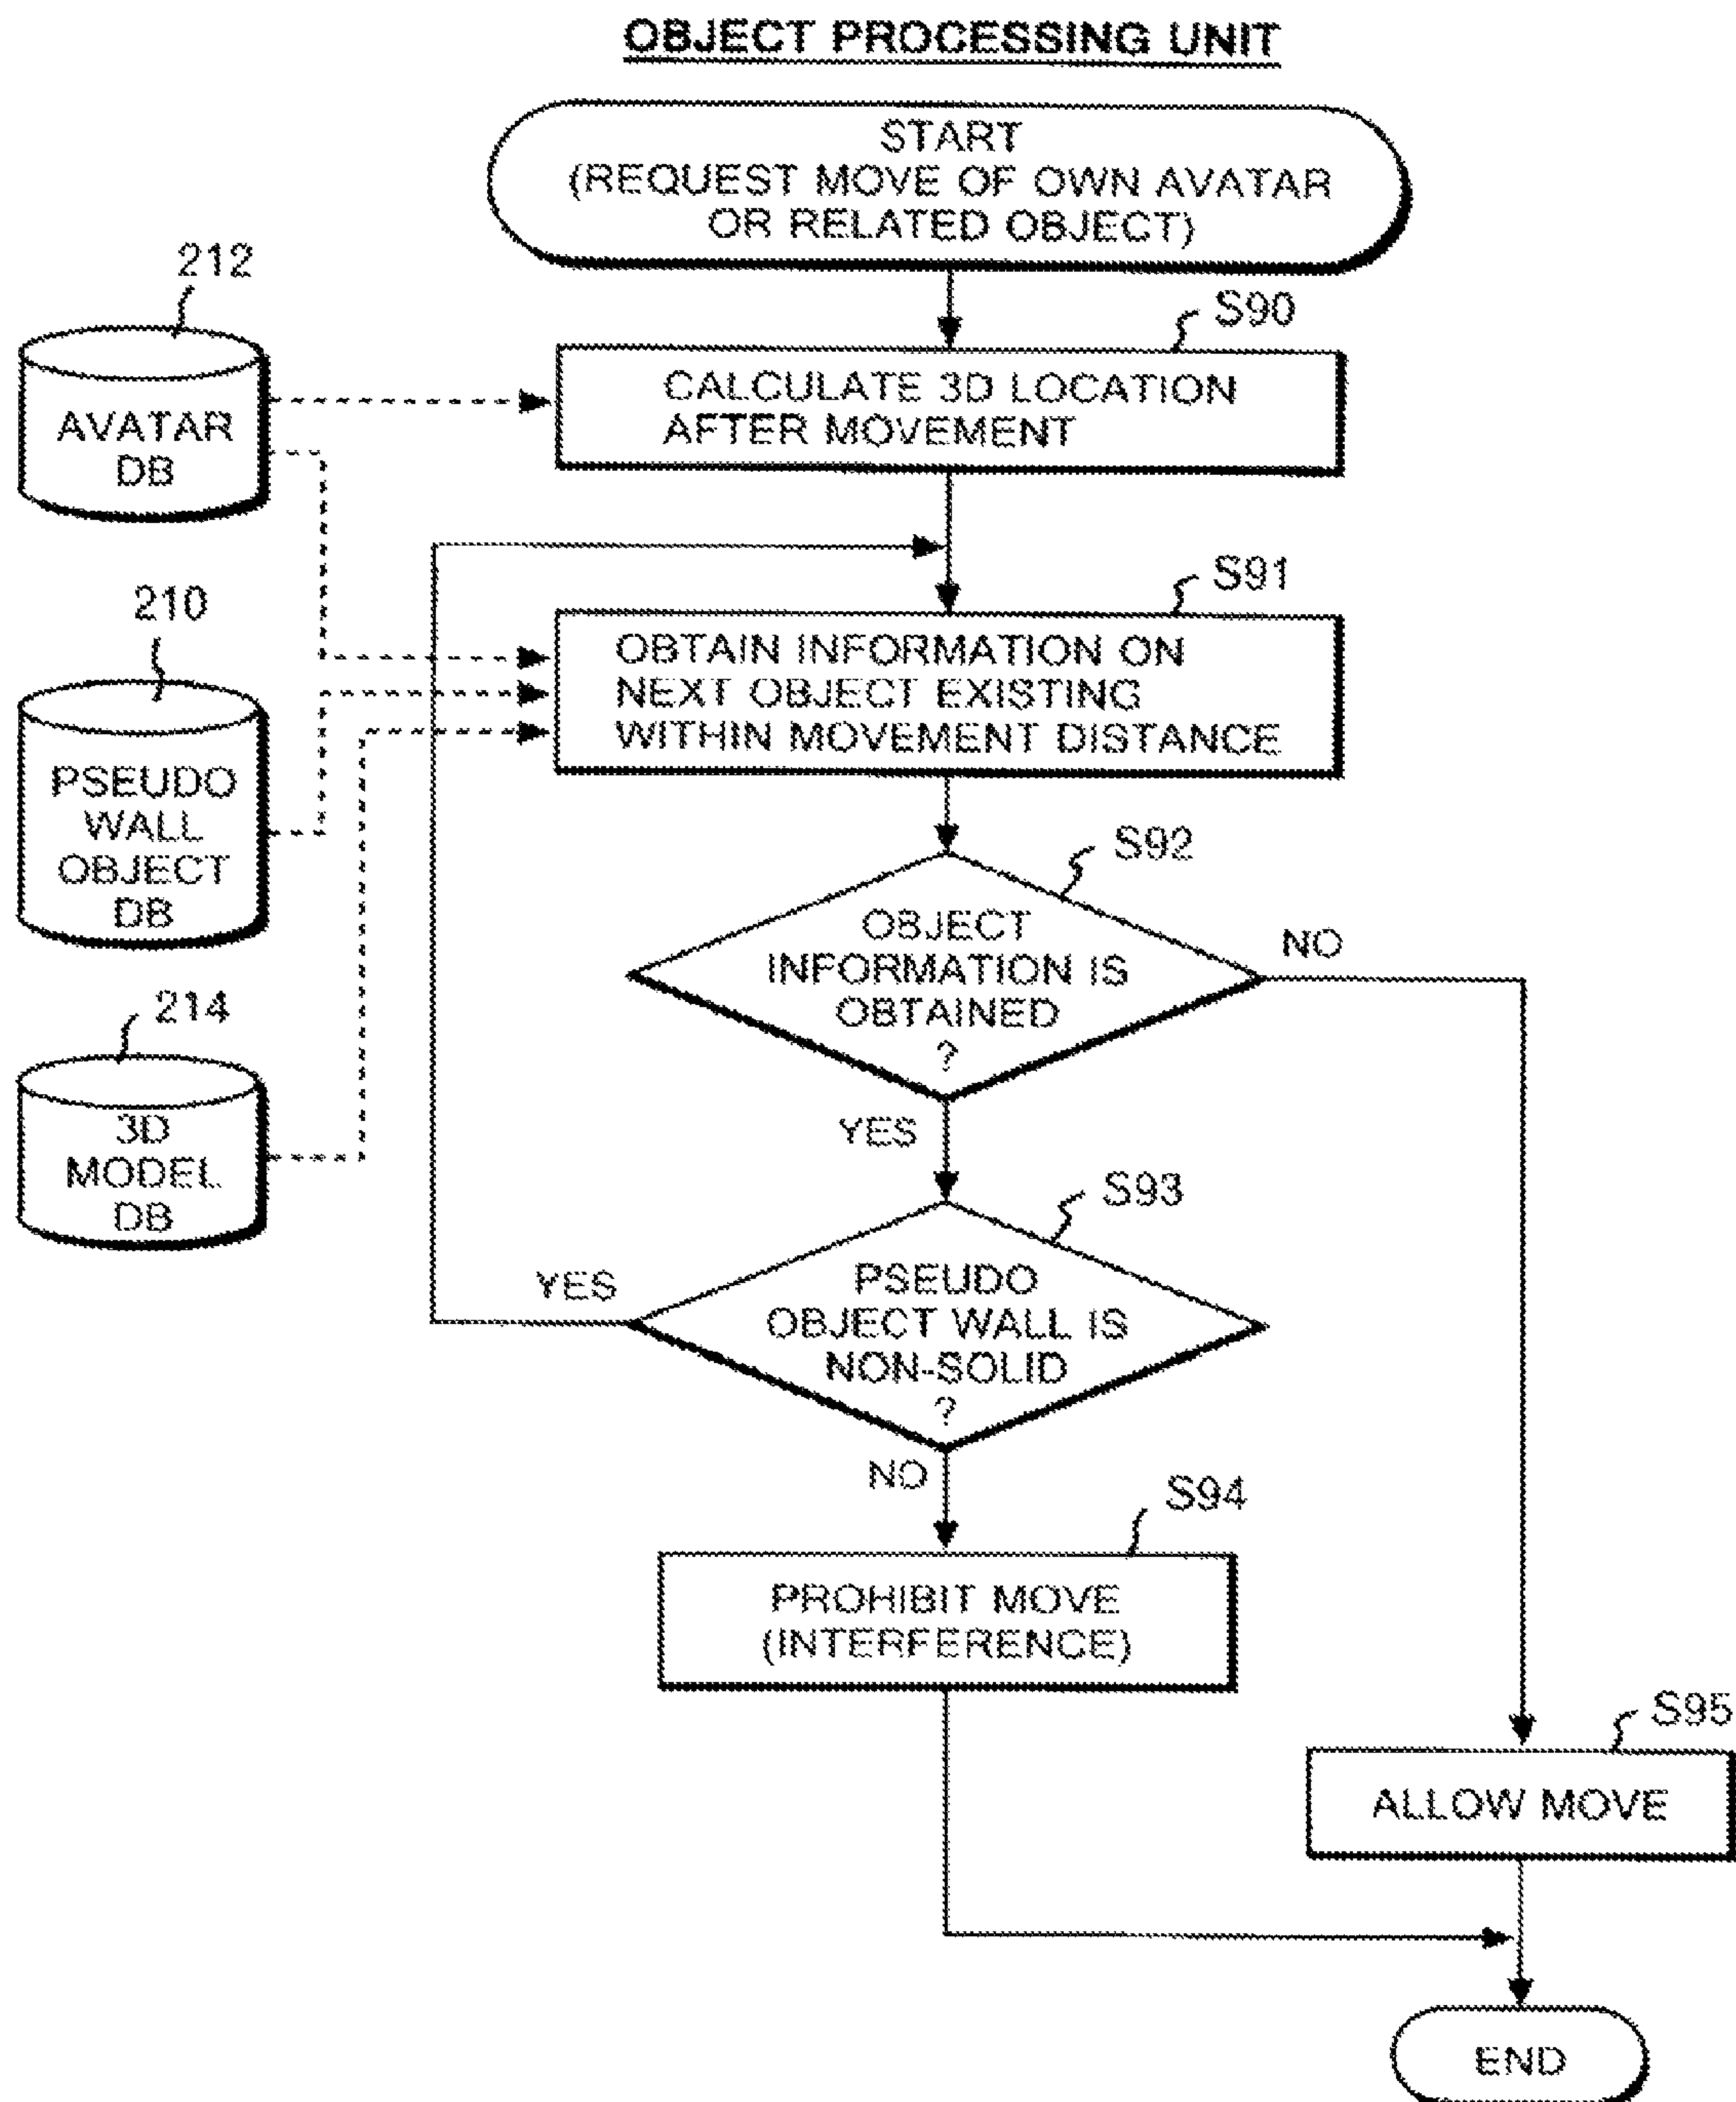 OBJECT PROCESSING UNIT
START
(REQUEST MOVE OF OWN AVATAR
OR RELATED OBJECT)
212
AVATAR
DB
S90
CALCULATE 3D LOCATION
AFTER MOVEMENT
210
PSEUDO
WALL
OBJECT
DB
S91
OBTAIN INFORMATION ON
NEXT OBJECT EXISTING
WITHIN MOVEMENT DISTANCE
S92
OBJECT
INFORMATION IS
OBTAINED
?
NO
YES
214
3D
MODEL
DB
S93
PSEUDO
OBJECT WALL IS
NON-SOLID
?
YES
NO
S94
PROHIBIT MOVE
(INTERFERENCE)
S95
ALLOW MOVE
END